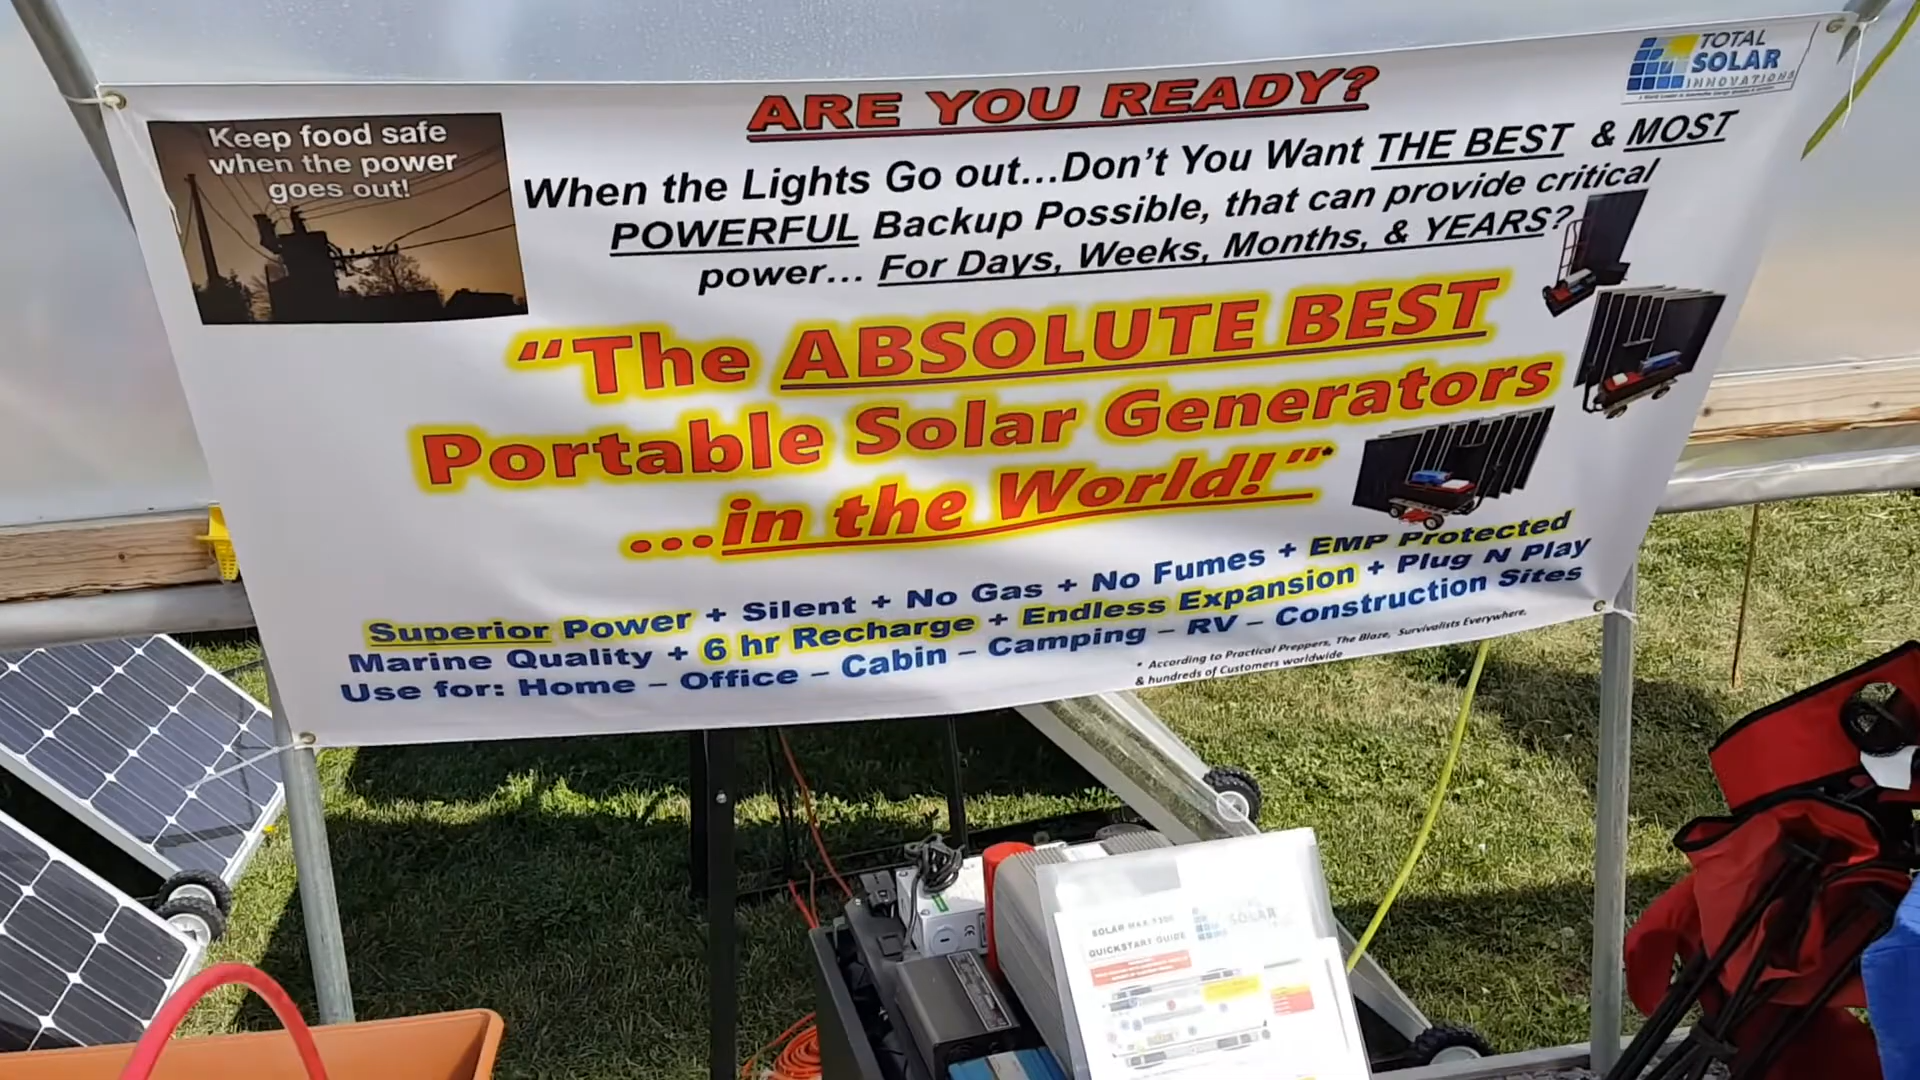 TOTAL
SOLAR
INNOVATIONS
Keep food safe
when the power
goes out!
ARE YOU READY?
When the Lights Go out...Don't You Want THE BEST & MOST
POWERFUL Backup Possible, that can provide critical
power... For Days, Weeks, Months, & YEARS?
"The ABSOLUTE BEST
Portable Solar Generators
...in the World!"*
Superior Power + Silent + No Gas + No Fumes + EMP Protected
Marine Quality + 6 hr Recharge + Endless Expansion + Plug N Play
Use for: Home – Office – Cabin – Camping – RV – Construction Sites
* According to Practical Preppers, The Blaze, Survivalists Everywhere,
& hundreds of Customers worldwide
SOLAR MAX
QUICKSTART GUIDE
SOLAR